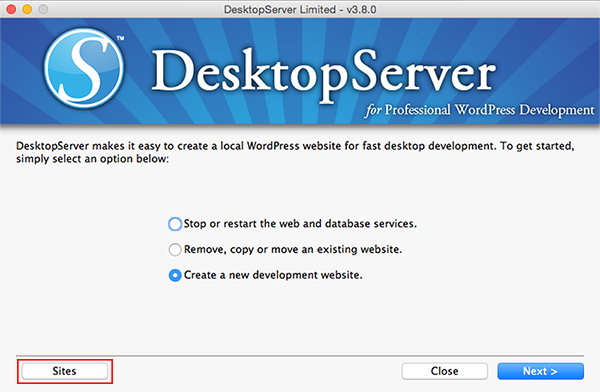 DesktopServer Limited - v3.8.0
S™
DesktopServer
for Professional WordPress Development
DesktopServer makes it easy to create a local WordPress website for fast desktop development. To get started,
simply select an option below:
Stop or restart the web and database services.
Remove, copy or move an existing website.
Create a new development website.
Sites
Close
Next >